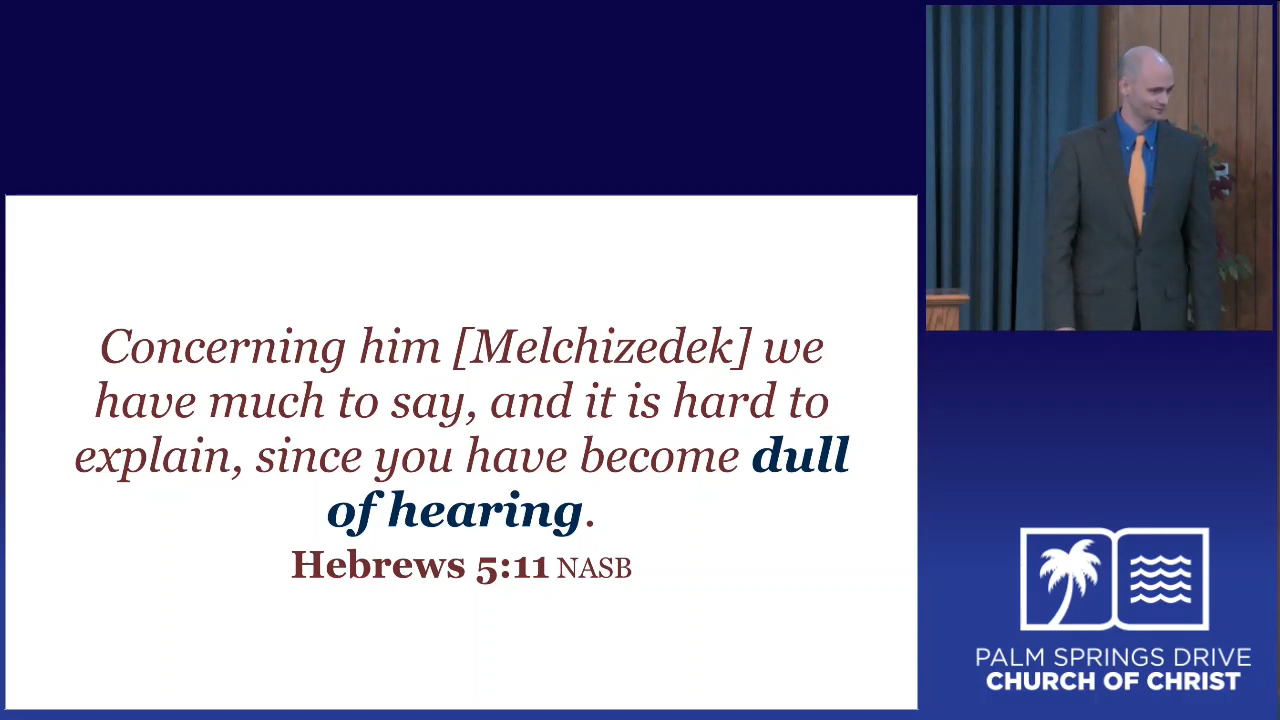 Concerning him [Melchizedek] we
have much to say, and it is hard to
explain, since you have become dull
of hearing.
Hebrews 5:11 NASB
PALM SPRINGS DRIVE
CHURCH OF CHRIST